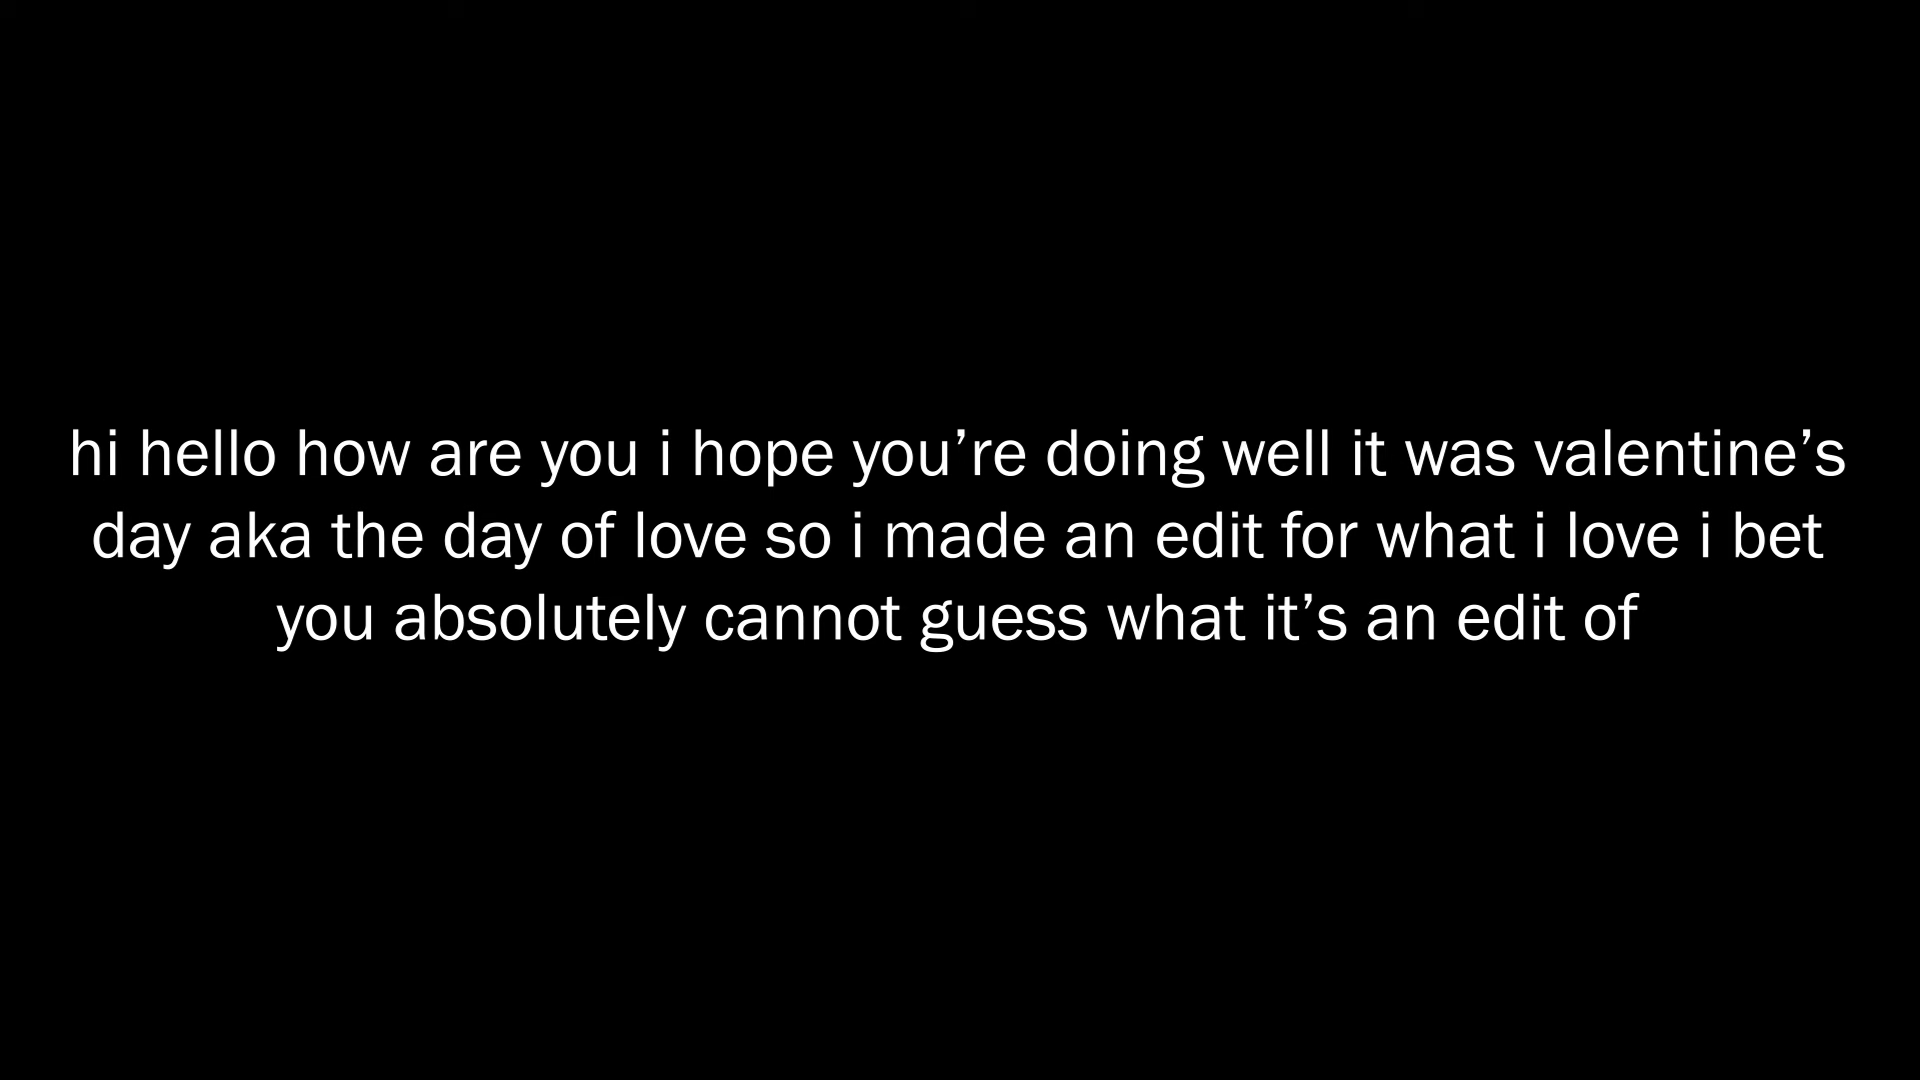 hi hello how are you i hope you’re doing well it was valentine’s
day aka the day of love so i made an edit for what i love i bet
you absolutely cannot guess what it’s an edit of